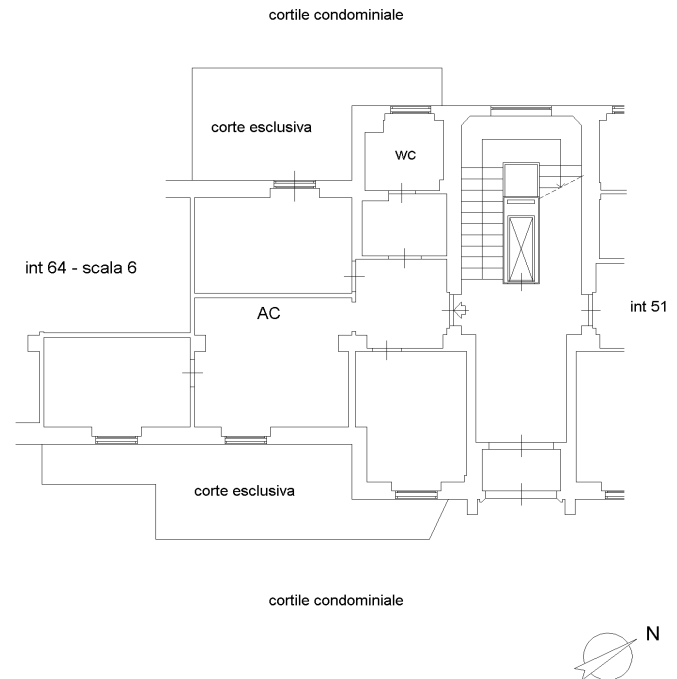 cortile condominiale
corte esclusiva
wc
int 64 - scala 6
int 51
AC
corte esclusiva
cortile condominiale
N